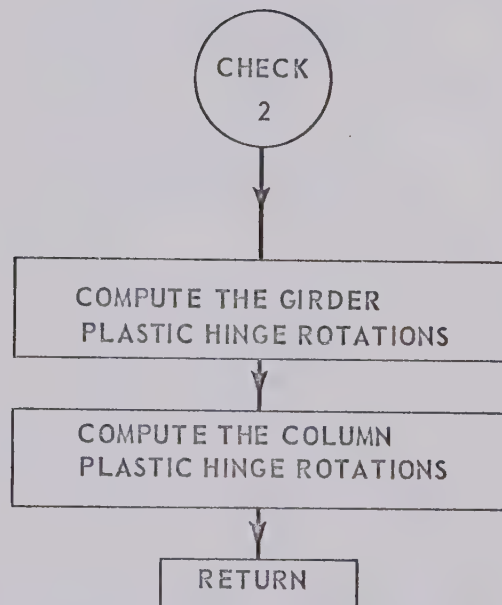 CHECK
2
COMPUTE THE GIRDER
PLASTIC HINGE ROTATIONS
COMPUTE THE COLUMN
PLASTIC HINGE ROTATIONS
RETURN